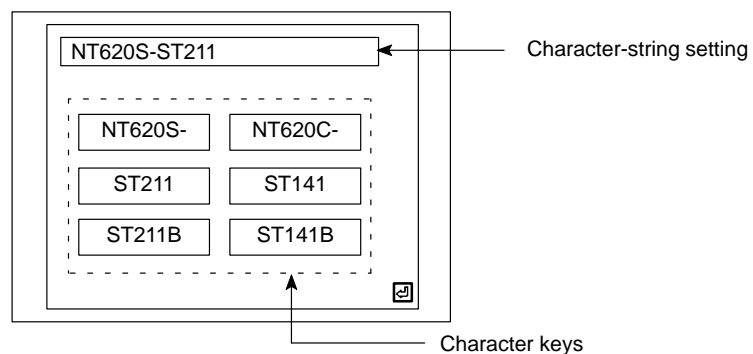 NT620S-ST211
Character-string setting
NT620S- NT620C-
ST211 ST141
ST211B ST141B
Character keys